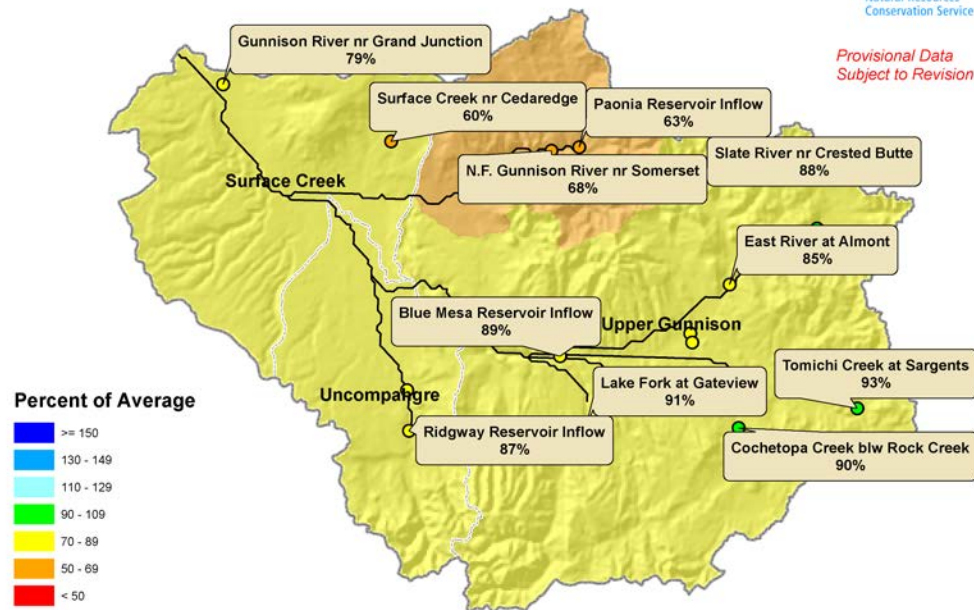 Conservation Service
Provisional Data
Subject to Revision
Gunnison River nr Grand Junction
79%
Surface Creek nr Cedaredge
60%
Paonia Reservoir Inflow
63%
N.F. Gunnison River nr Somerset
68%
Slate River nr Crested Butte
88%
Surface Creek
East River at Almont
85%
Blue Mesa Reservoir Inflow
89%
Upper Gunnison
Tomichi Creek at Sargents
93%
Lake Fork at Gateview
91%
Uncompahgre
Ridgway Reservoir Inflow
87%
Cochetopa Creek blw Rock Creek
90%
Percent of Average
>= 150
130 - 149
110 - 129
90 - 109
70 - 89
50 - 69
< 50